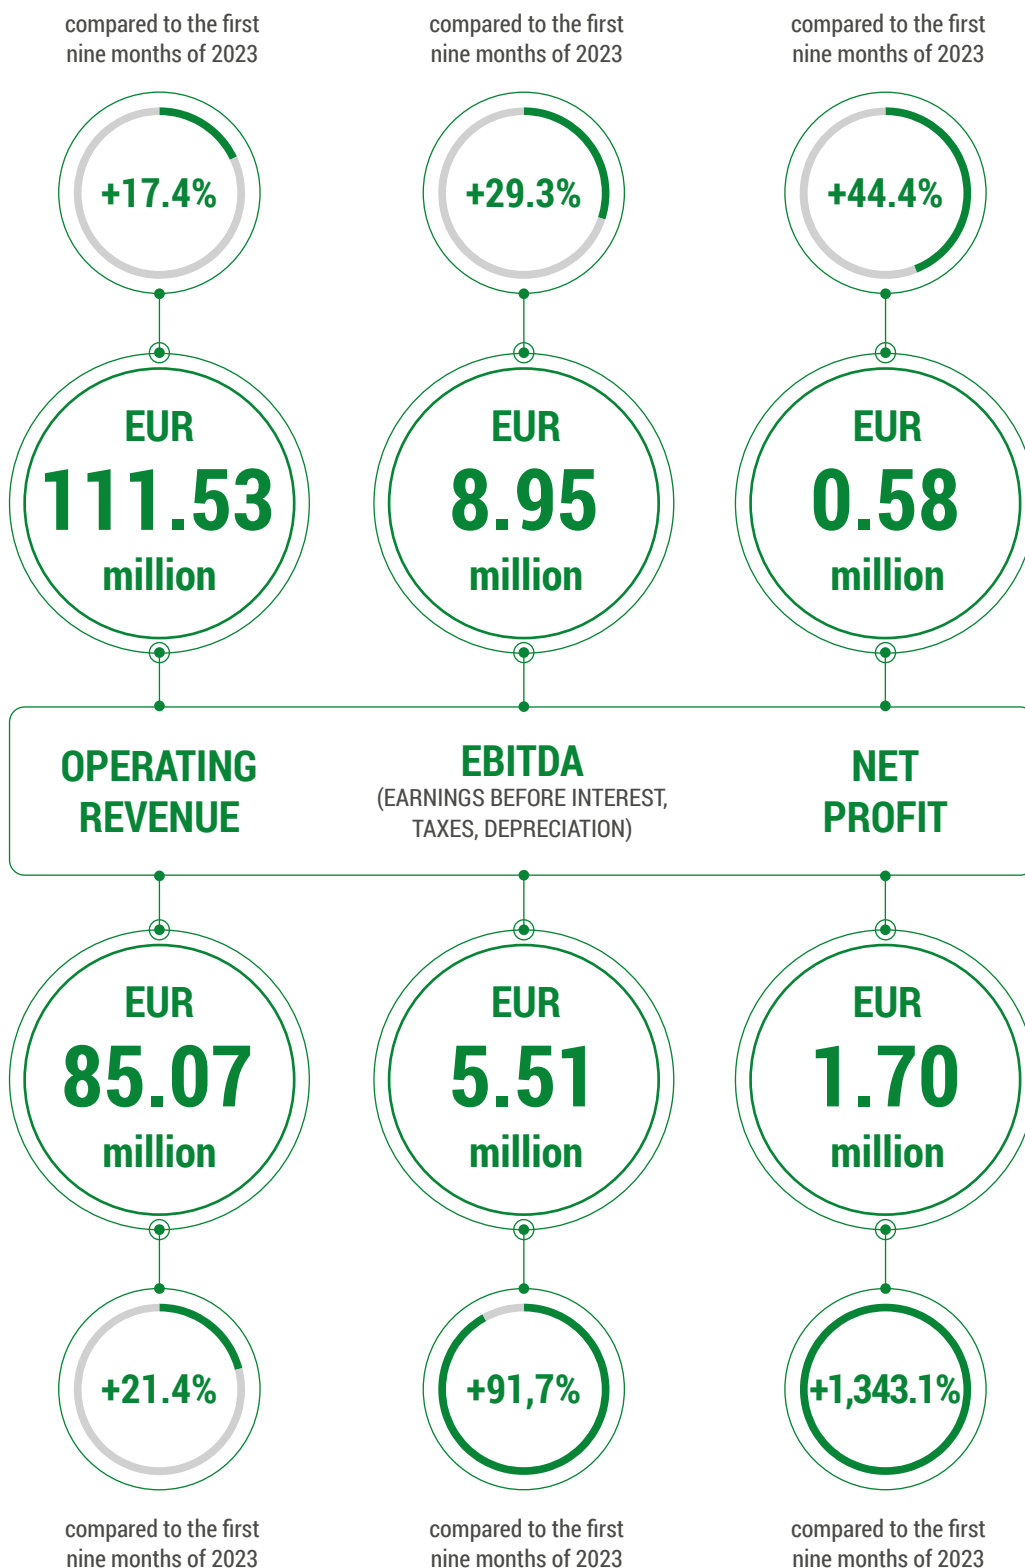 compared to the first
nine months of 2023
compared to the first
nine months of 2023
compared to the first
nine months of 2023
+17.4%
+29.3%
+44.4%
EUR
111.53
million
EUR
8.95
million
EUR
0.58
million
OPERATING
REVENUE
EBITDA
(EARNINGS BEFORE INTEREST,
TAXES, DEPRECIATION)
NET
PROFIT
EUR
85.07
million
EUR
5.51
million
EUR
1.70
million
+21.4%
+91,7%
+1,343.1%
compared to the first
nine months of 2023
compared to the first
nine months of 2023
compared to the first
nine months of 2023